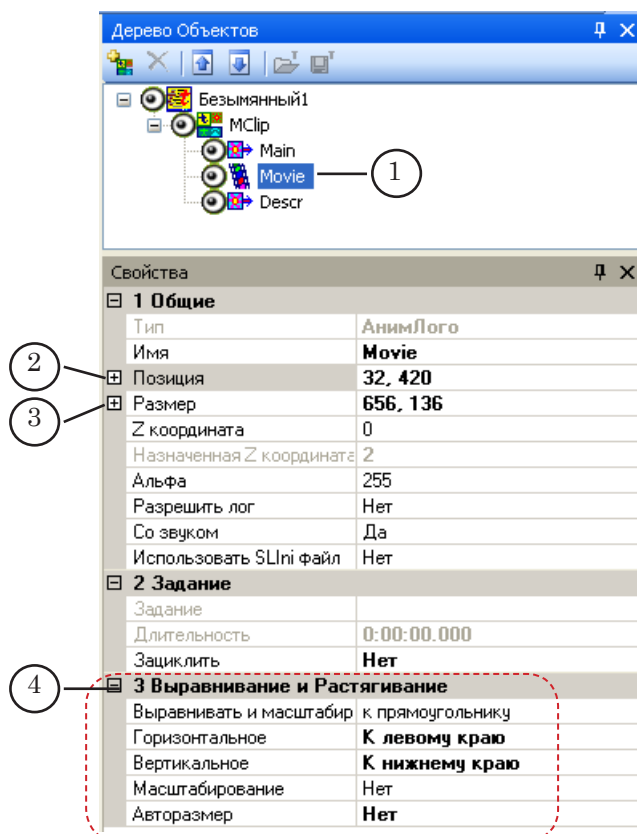 Дерево Объектов
Безымянный1
MClip
Main
Movie
1
Descr
Свойства
1 Общие
Тип АнимЛого
Имя Movie
2
Позиция 32, 420
3
Размер 656, 136
Z координата 0
Назначенная Z координата 2
Альфа 255
Разрешить лог Нет
Со звуком Да
Использовать SLIni файл Нет
2 Задание
Задание
Длительность 0:00:00.000
Зациклить Нет
4
3 Выравнивание и Растягивание
Выравнивать и масштабир к прямоугольнику
Горизонтальное К левому краю
Вертикальное К нижнему краю
Масштабирование Нет
Авторазмер Нет